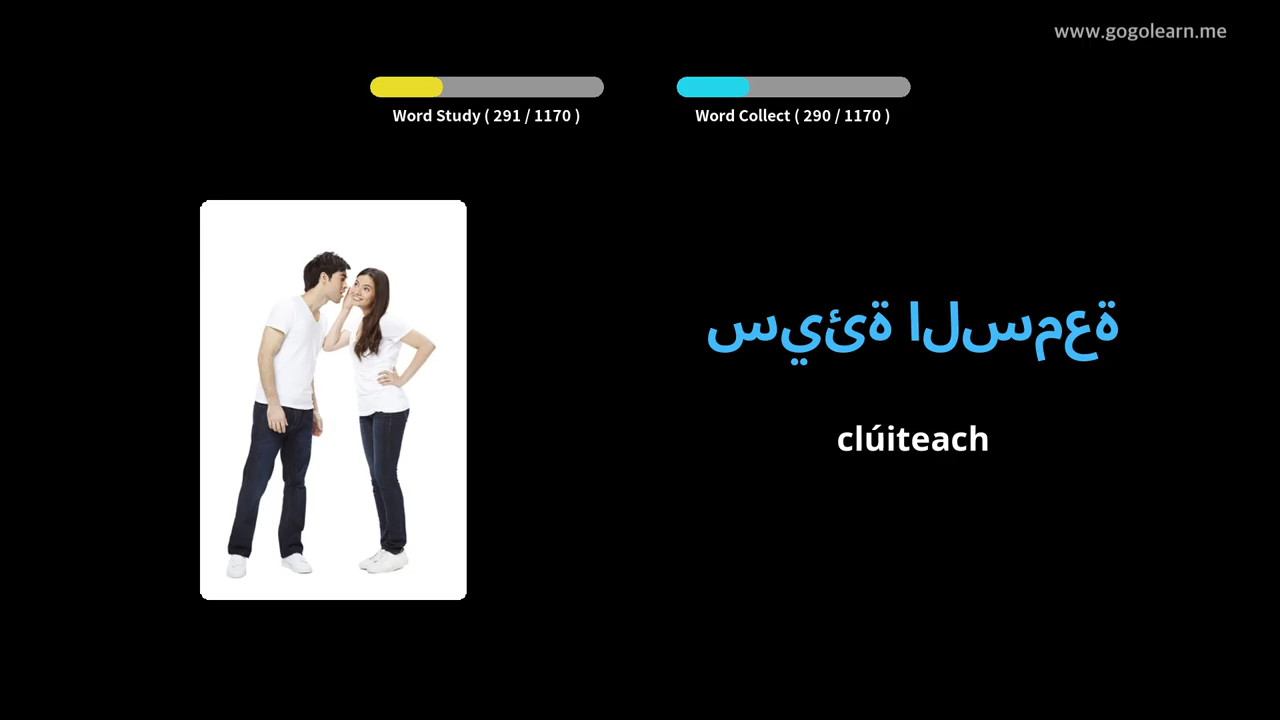 www.gogolearn.me
Word Study ( 291 / 1170 )
Word Collect ( 290 / 1170 )
سيئة السمعة
clúiteach